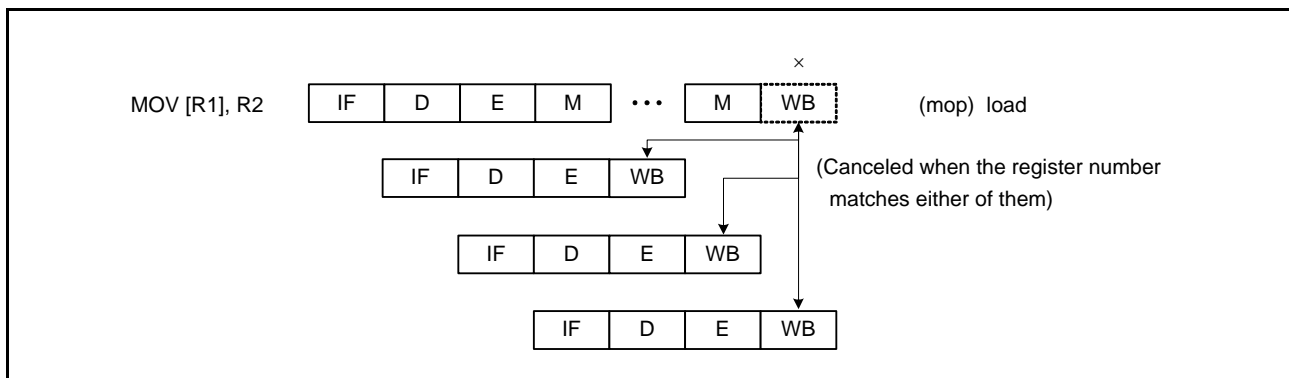 ×
MOV [R1], R2 IF D E M ••• M WB (mop) load
IF D E WB (Canceled when the register number
matches either of them)
IF D E WB
IF D E WB